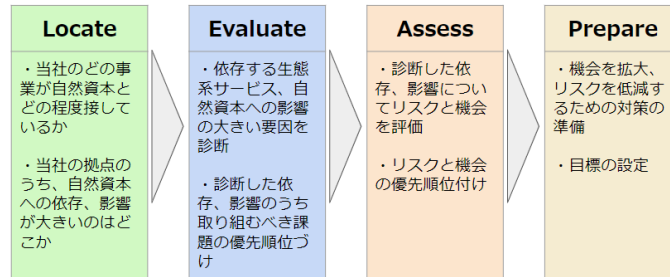 Locate
・当社のどの事
業が自然資本と
どの程度接して
いるか
・当社の拠点の
うち、自然資本
への依存、影響
が大きいのはど
こか
Evaluate
・依存する生態
系サービス、自
然資本への影響
の大きい要因を
診断
・診断した依
存、影響のうち
取り組むべき課
題の優先順位づ
け
Assess
・診断した依
存、影響につい
てリスクと機会
を評価
・リスクと機会
の優先順位付け
Prepare
・機会を拡大、
リスクを低減す
るための対策の
準備
・目標の設定